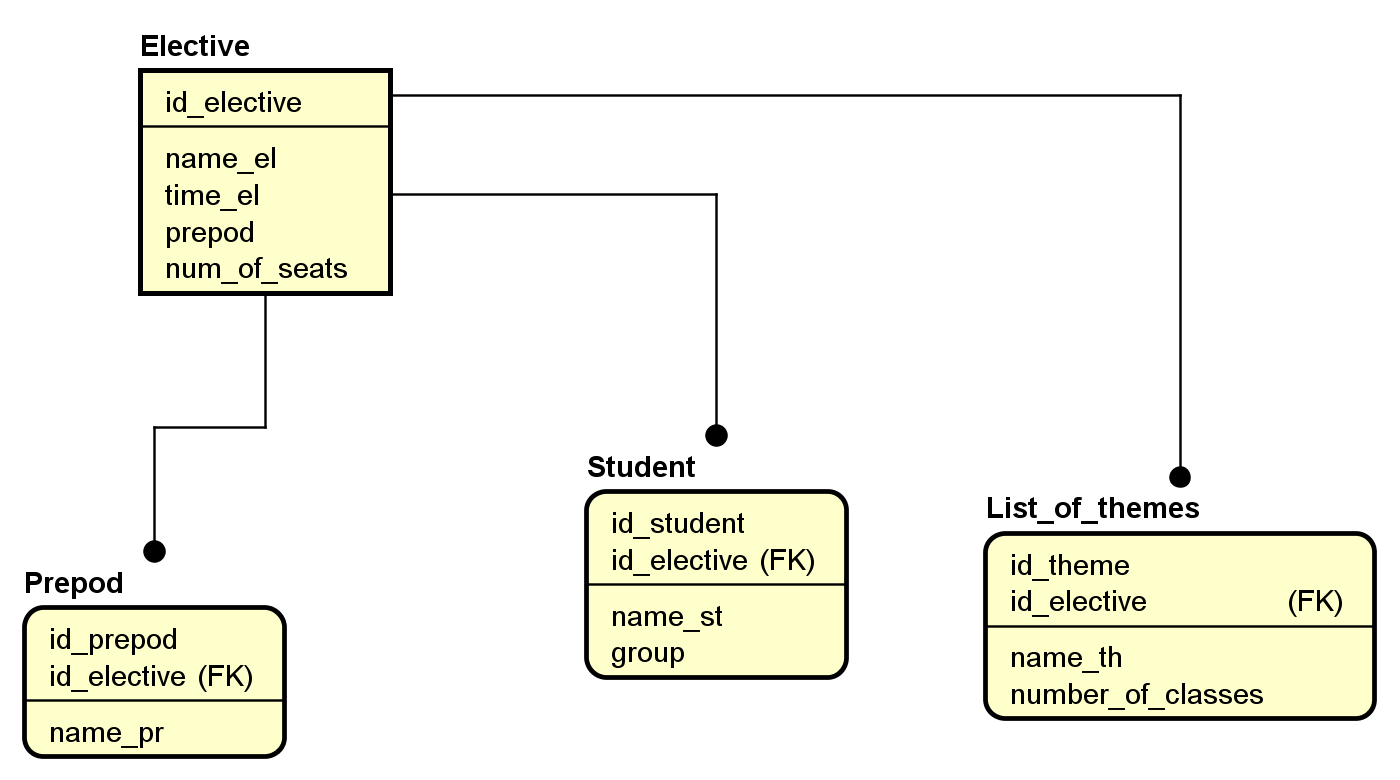 Elective
id_elective
name_el
time_el
prepod
num_of_seats
Prepod
id_prepod
id_elective (FK)
name_pr
Student
id_student
id_elective (FK)
name_st
group
List_of_themes
id_theme
id_elective (FK)
name_th
number_of_classes